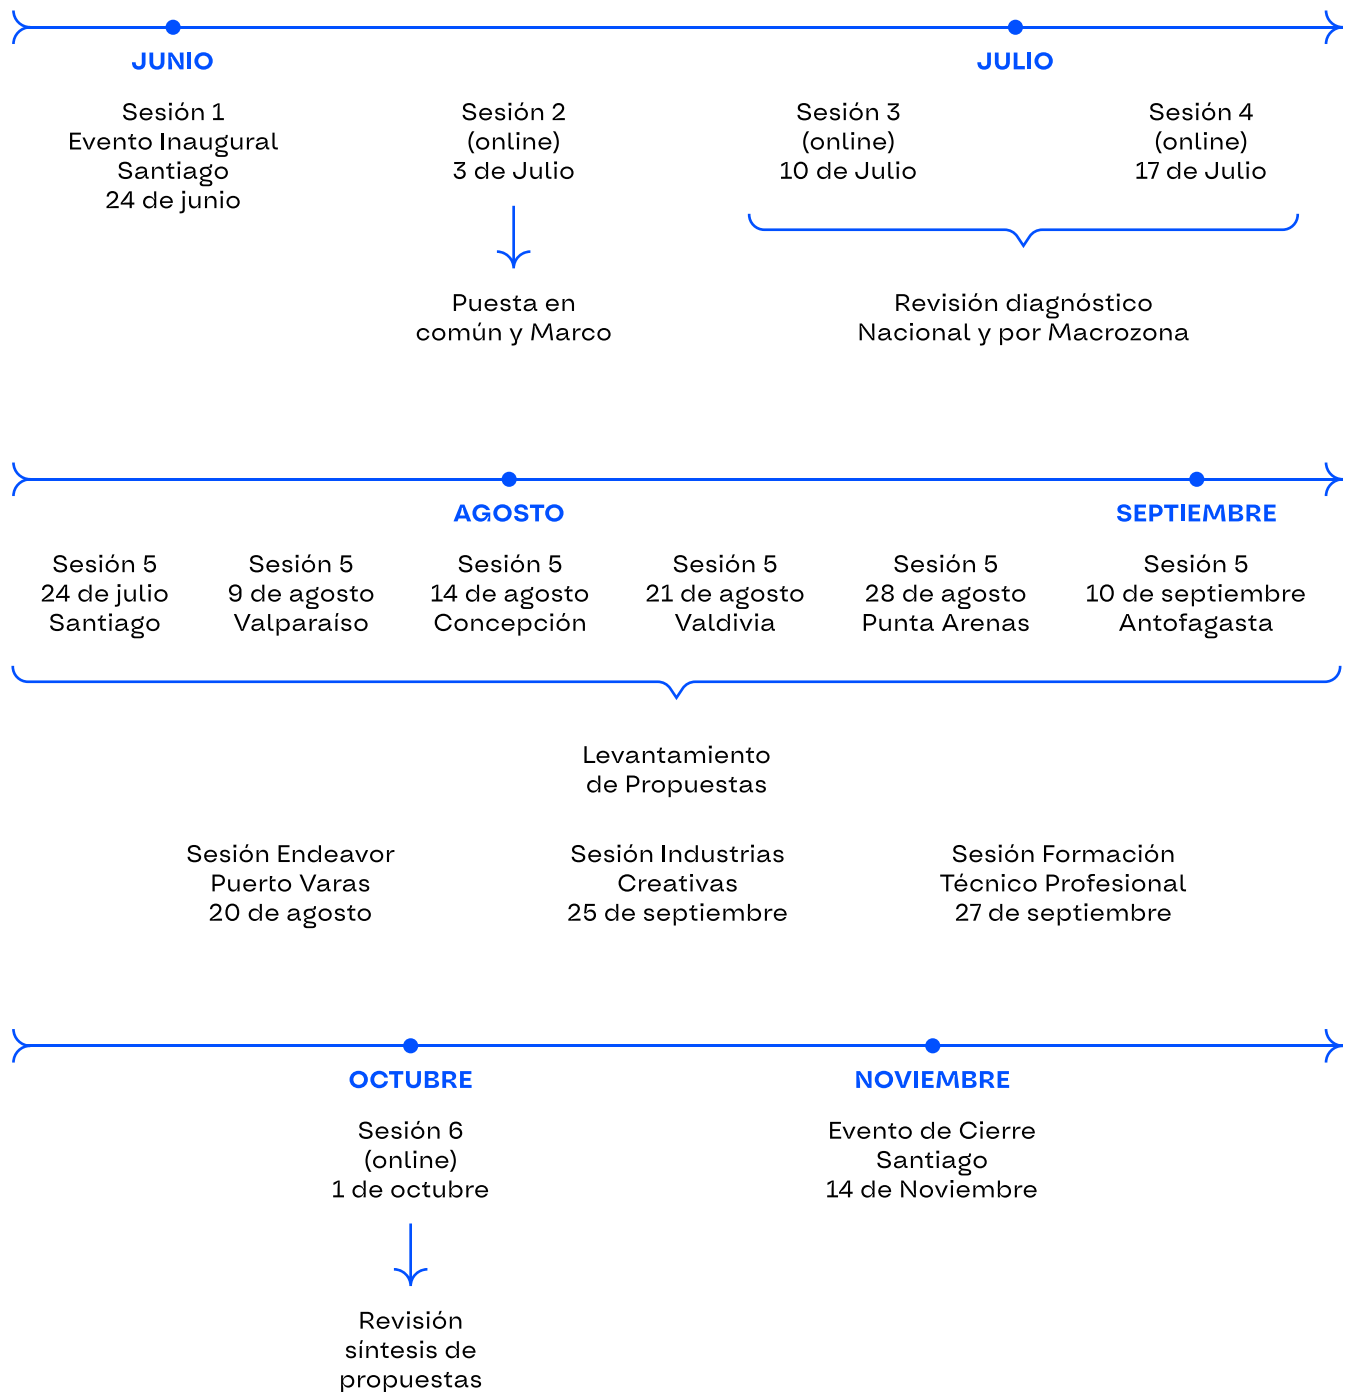 JUNIO
JULIO
Sesión 1
Evento Inaugural
Santiago
24 de junio
Sesión 2
(online)
3 de Julio
Puesta en
común y Marco
Sesión 3
(online)
10 de Julio
Sesión 4
(online)
17 de Julio
Revisión diagnóstico
Nacional y por Macrozona
AGOSTO
SEPTIEMBRE
Sesión 5
24 de julio
Santiago
Sesión 5
9 de agosto
Valparaíso
Sesión 5
14 de agosto
Concepción
Sesión 5
21 de agosto
Valdivia
Sesión 5
28 de agosto
Punta Arenas
Sesión 5
10 de septiembre
Antofagasta
Levantamiento
de Propuestas
Sesión Endeavor
Puerto Varas
20 de agosto
Sesión Industrias
Creativas
25 de septiembre
Sesión Formación
Técnico Profesional
27 de septiembre
OCTUBRE
NOVIEMBRE
Sesión 6
(online)
1 de octubre
Revisión
síntesis de
propuestas
Evento de Cierre
Santiago
14 de Noviembre